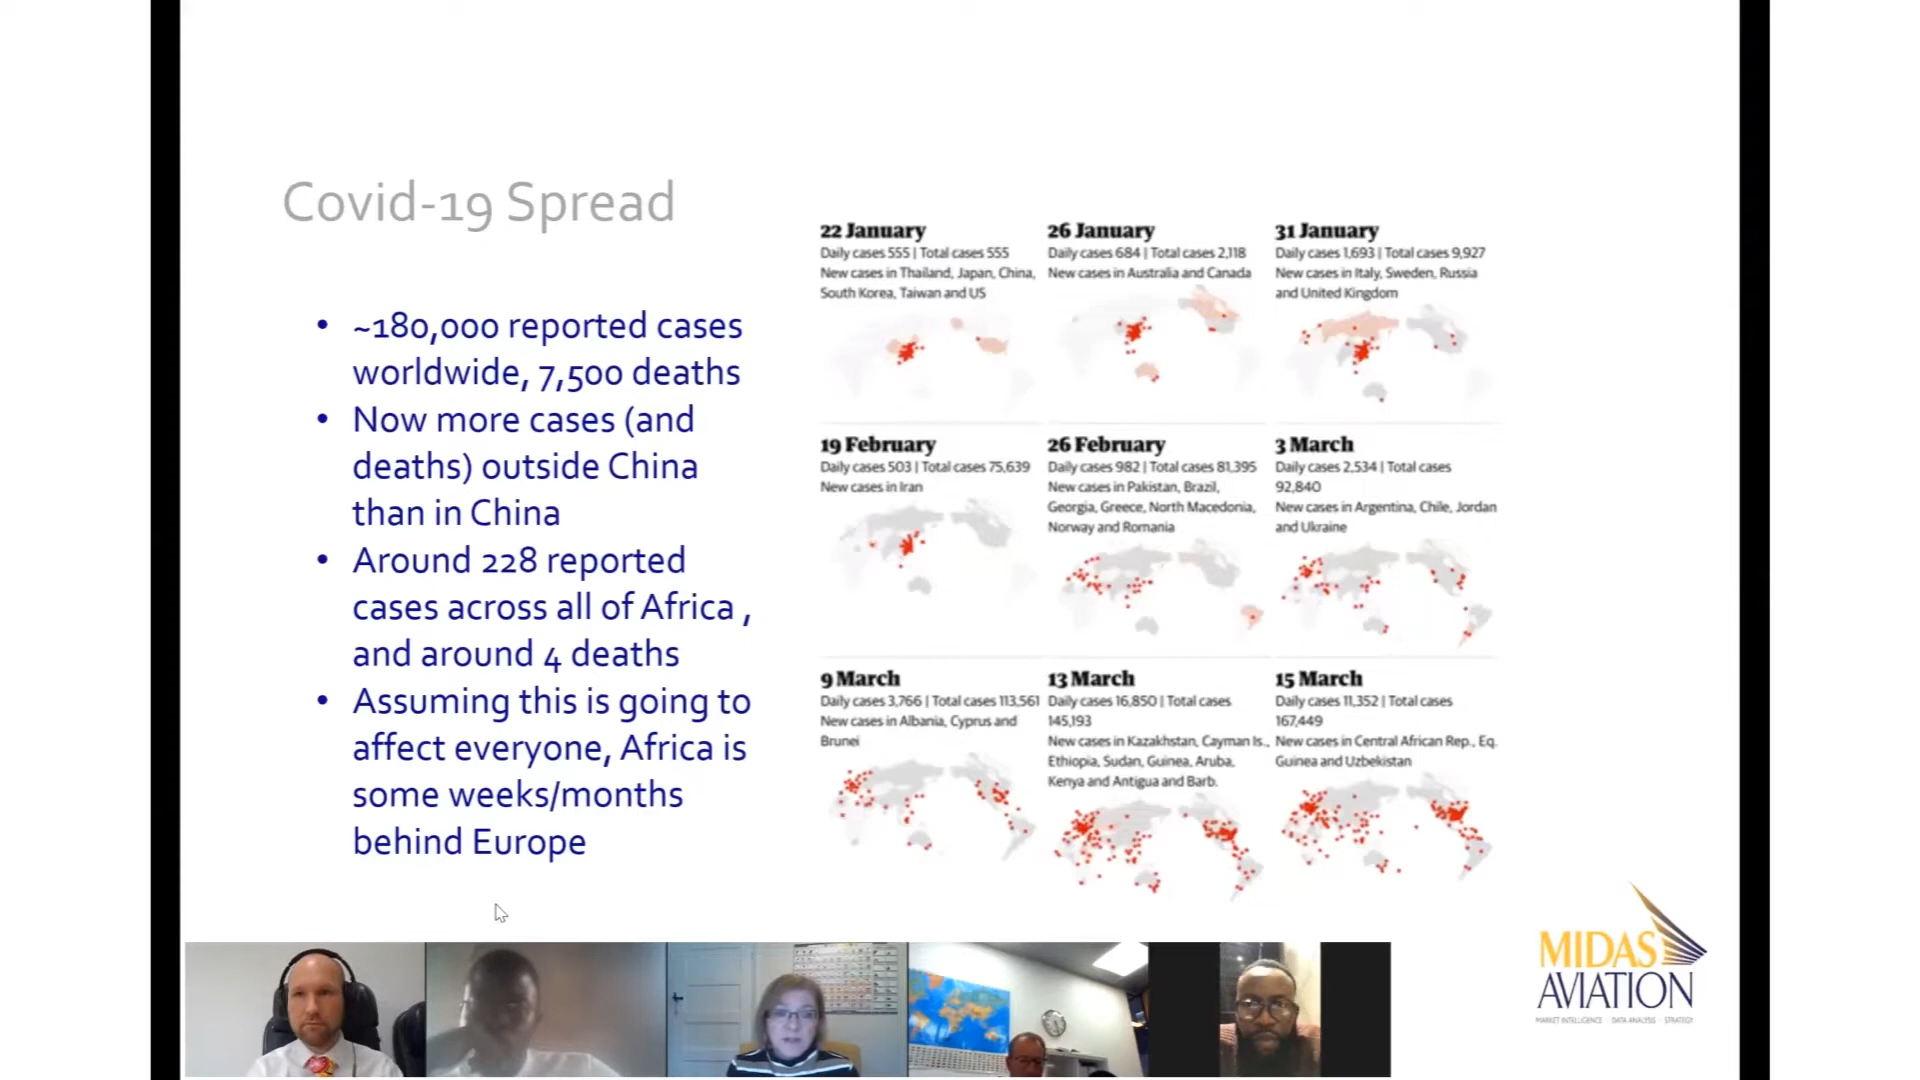 Covid-19 Spread
• ~180,000 reported cases
worldwide, 7,500 deaths
• Now more cases (and
deaths) outside China
than in China
• Around 228 reported
cases across all of Africa ,
and around 4 deaths
• Assuming this is going to
affect everyone, Africa is
some weeks/months
behind Europe
22 January
Daily cases 555 | Total cases 555
New cases in Thailand, Japan, China,
South Korea, Taiwan and US
26 January
Daily cases 684 | Total cases 2,118
New cases in Australia and Canada
31 January
Daily cases 1,693 | Total cases 9,927
New cases in Italy, Sweden, Russia
and United Kingdom
19 February
Daily cases 503 | Total cases 75,639
New cases in Iran
26 February
Daily cases 982 | Total cases 81,395
New cases in Pakistan, Brazil,
Georgia, Greece, North Macedonia,
Norway and Romania
3 March
Daily cases 2,534 | Total cases
92,840
New cases in Argentina, Chile, Jordan
and Ukraine
9 March
Daily cases 3,766 | Total cases 113,561
New cases in Albania, Cyprus and
Brunei
13 March
Daily cases 16,850 | Total cases
145,193
New cases in Kazakhstan, Cayman Is.,
Ethiopia, Sudan, Guinea, Aruba,
Kenya and Antigua and Barb.
15 March
Daily cases 11,352 | Total cases
167,449
New cases in Central African Rep., Eq.
Guinea and Uzbekistan
MIDAS
AVIATION
MARKET INTELLIGENCE · DATA ANALYSIS · STRATEGY